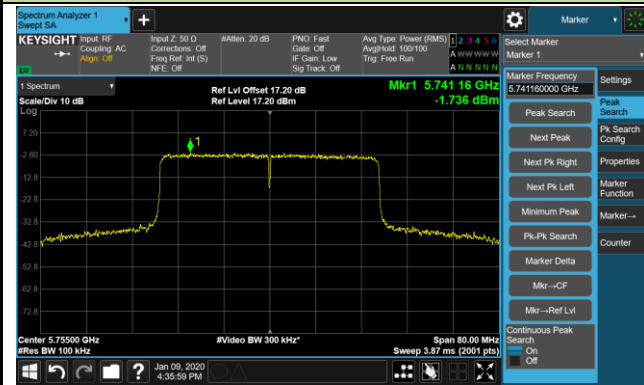 Spectrum Analyzer 1
Swept SA
Marker
KEYSIGHT
Input: RF
Coupling: AC
Align: Off
Input Z: 50 Ω
Corrections: Off
Freq Ref: Int (S)
NFE: Off
#Atten: 20 dB
PNO: Fast
Gate: Off
IF Gain: Low
Sig Track: Off
Avg Type: Power (RMS)
Avg|Hold: 100/100
Trig: Free Run
1 2 3 4 5 6
A W W W W W
A N N N N N
1 Spectrum
Scale/Div 10 dB
Log
Ref Lvl Offset 17.20 dB
Ref Level 17.20 dBm
Mkr1 5.741 16 GHz
-1.736 dBm
7.20
-2.80
-12.8
-22.8
-32.8
-42.8
-52.8
-62.8
-72.8
1
Center 5.75500 GHz
#Res BW 100 kHz
#Video BW 300 kHz*
Span 80.00 MHz
Sweep 3.87 ms (2001 pts)
Select Marker
Marker 1
Marker Frequency
5.741160000 GHz
Peak Search
Next Peak
Next Pk Right
Next Pk Left
Minimum Peak
Pk-Pk Search
Marker Delta
Mkr→CF
Mkr→Ref Lvl
Continuous Peak
Search
On
Off
Settings
Peak
Search
Pk Search
Config
Properties
Marker
Function
Marker→
Counter
Jan 09, 2020
4:35:59 PM